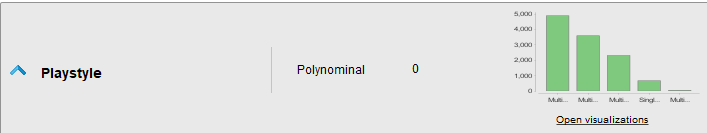 Playstyle
Polynominal
0
5,000
4,000
3,000
2,000
1,000
0
Multi...
Multi...
Multi...
Singl...
Multi...
Open visualizations